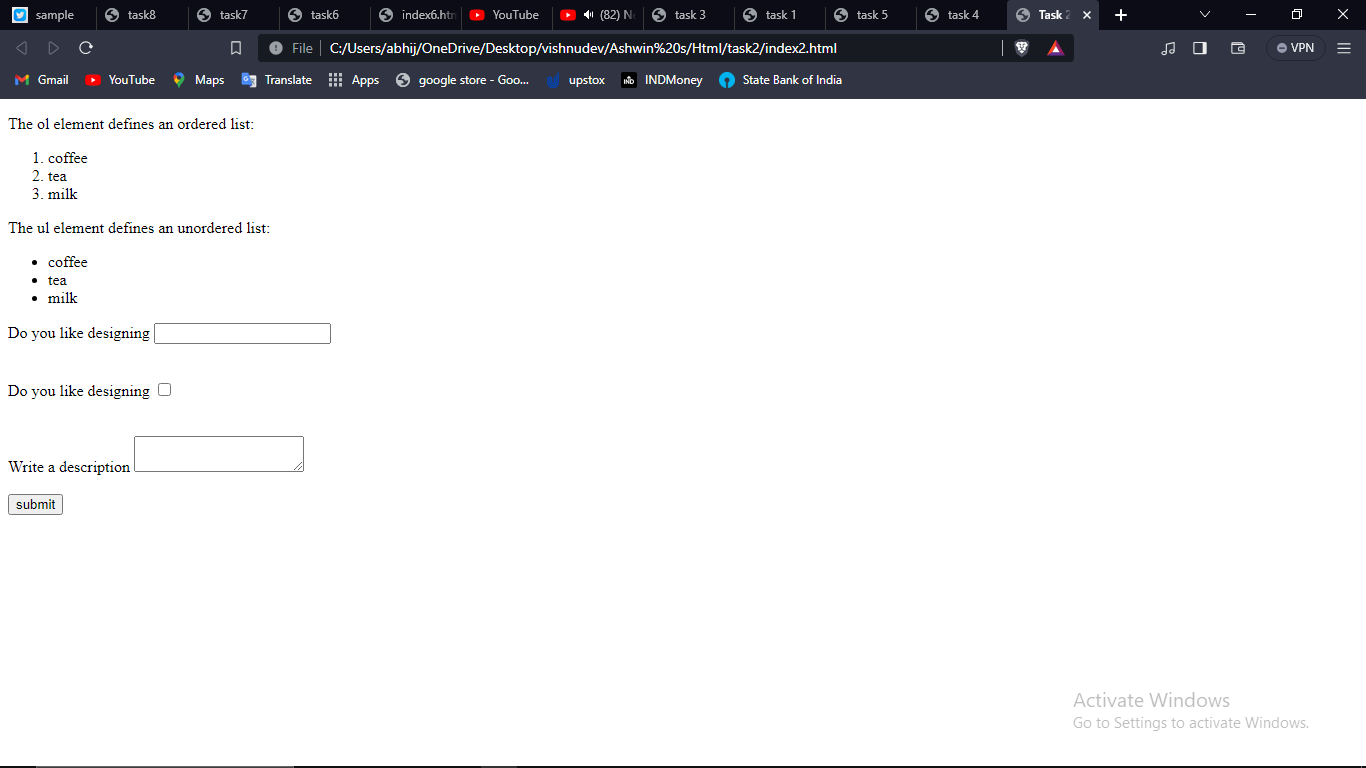 sample task8 task7 task6 index6.htm YouTube (82) N task 3 task 1 task 5 task 4 Task 2
File C:/Users/abhij/OneDrive/Desktop/vishnudev/Ashwin%20s/Html/task2/index2.html VPN
Gmail YouTube Maps Translate Apps google store - Goo... upstox IND INDMoney State Bank of India
The ol element defines an ordered list:
1. coffee
2. tea
3. milk
The ul element defines an unordered list:
• coffee
• tea
• milk
Do you like designing
Do you like designing
Write a description
submit
Activate Windows
Go to Settings to activate Windows.